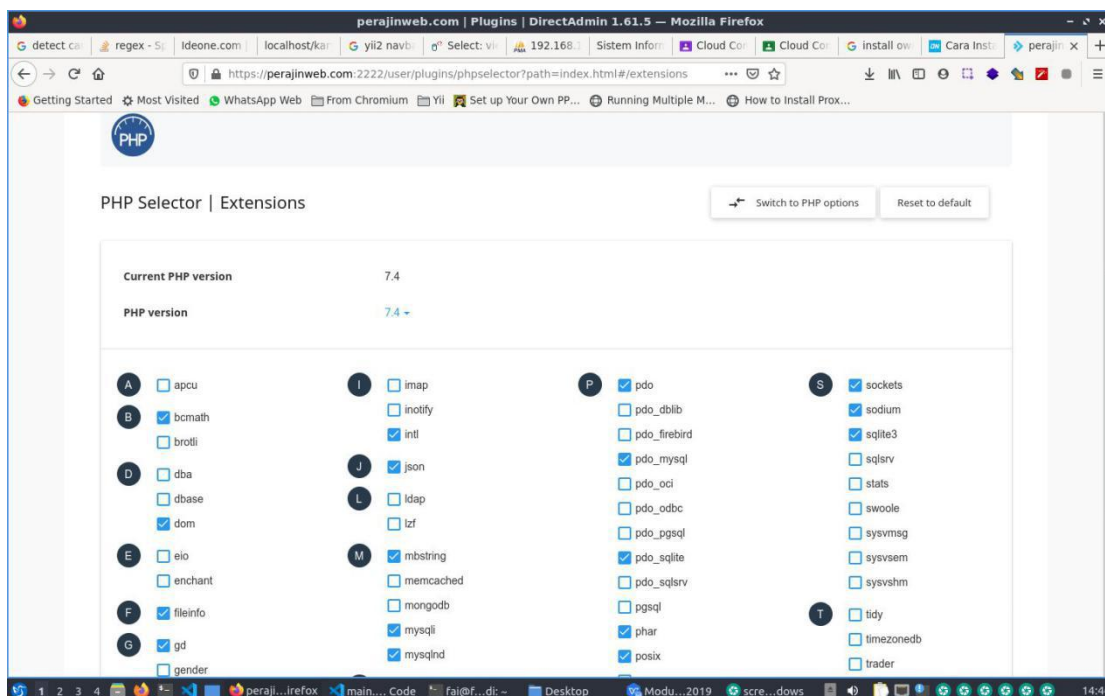 perajinweb.com | Plugins | DirectAdmin 1.61.5 — Mozilla Firefox
detect ca
regex - S
Ideone.com
localhost/kar
yii2 navb
Select: vi
192.168.
Sistem Inform
Cloud Co
Cloud Co
install ow
Cara Inst
perajin
https://perajinweb.com:2222/user/plugins/phpselector?path=index.html#/extensions
Getting Started
Most Visited
WhatsApp Web
From Chromium
Yii
Set up Your Own PP...
Running Multiple M...
How to Install Prox...
PHP
PHP Selector | Extensions
Switch to PHP options
Reset to default
Current PHP version 7.4
PHP version 7.4
A
apcu
B
bcmath
brotli
D
dba
dbase
dom
E
eio
enchant
F
fileinfo
G
gd
gender
I
imap
inotify
intl
J
json
L
ldap
lzf
M
mbstring
memcached
mongodb
mysqli
mysqlnd
P
pdo
pdo_dblib
pdo_firebird
pdo_mysql
pdo_oci
pdo_odbc
pdo_pgsql
pdo_sqlite
pdo_sqlsrv
pgsql
phar
posix
S
sockets
sodium
sqlite3
sqlsrv
stats
swoole
sysvmsg
sysvsem
sysvshm
T
tidy
timezonedb
trader
1 2 3 4
peraji...irefox
main.... Code
fai@f...di: ~
Desktop
Modu...2019
scre...dows
14:4